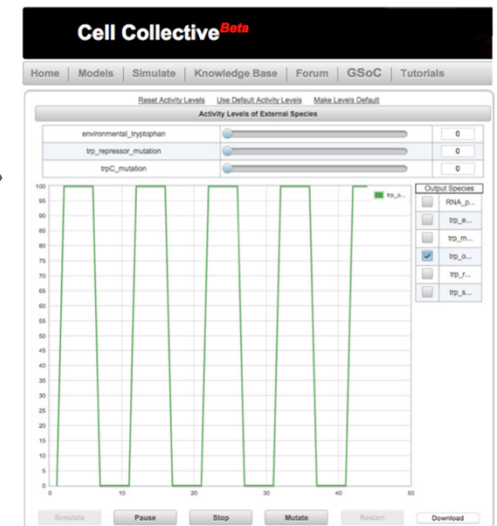 Cell Collective Beta
Home | Models | Simulate | Knowledge Base | Forum | GSoC | Tutorials
Reset Activity Levels Use Default Activity Levels Make Levels Default
Activity Levels of External Species
environmental_tryptophan 0
trp_repressor_mutation 0
trpC_mutation 0
Output Species
RNA_p...
trp_e...
trp_m...
trp_o...
trp_r...
trp_s...
trp_o...
100
95
90
85
80
75
70
65
60
55
50
45
40
35
30
25
20
15
10
5
0
0 10 20 30 40 50
Simulate Pause Stop Mutate Restart Download